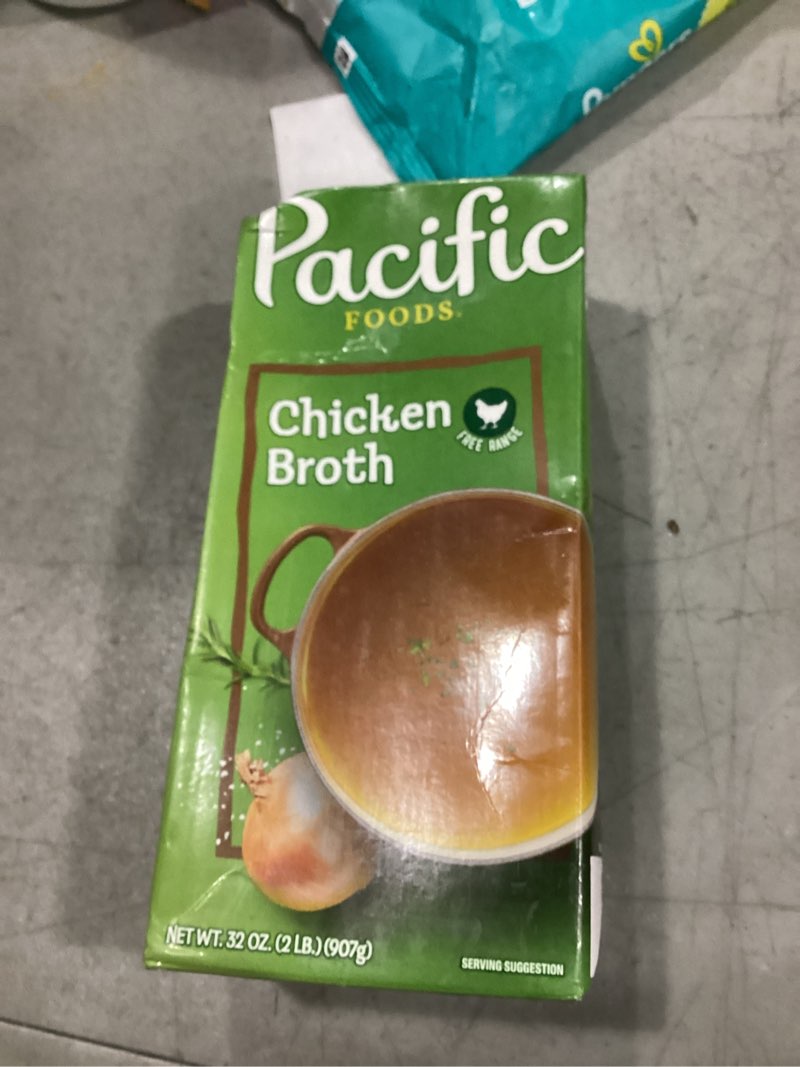 Pacific
FOODS
Chicken
Broth
FREE RANGE
NET WT. 32 OZ. (2 LB.) (907g)
SERVING SUGGESTION